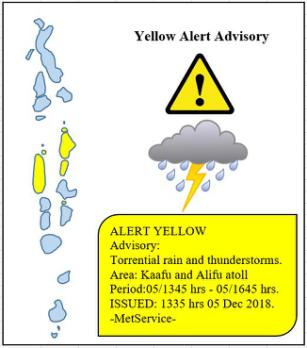 Yellow Alert Advisory
ALERT YELLOW
Advisory:
Torrential rain and thunderstorms.
Area: Kaafu and Alifu atoll
Period:05/1345 hrs - 05/1645 hrs.
ISSUED: 1335 hrs 05 Dec 2018.
-MetService-